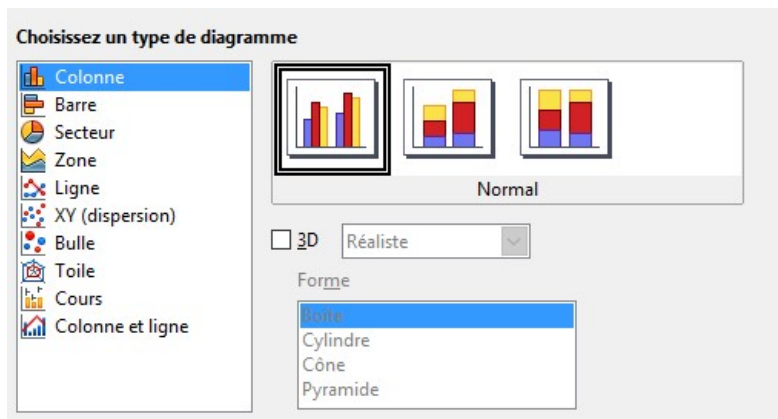 Choisissez un type de diagramme
Colonne
Barre
Secteur
Zone
Ligne
XY (dispersion)
Bulle
Toile
Cours
Colonne et ligne
Normal
3D
Réaliste
Forme
Boîte
Cylindre
Cône
Pyramide